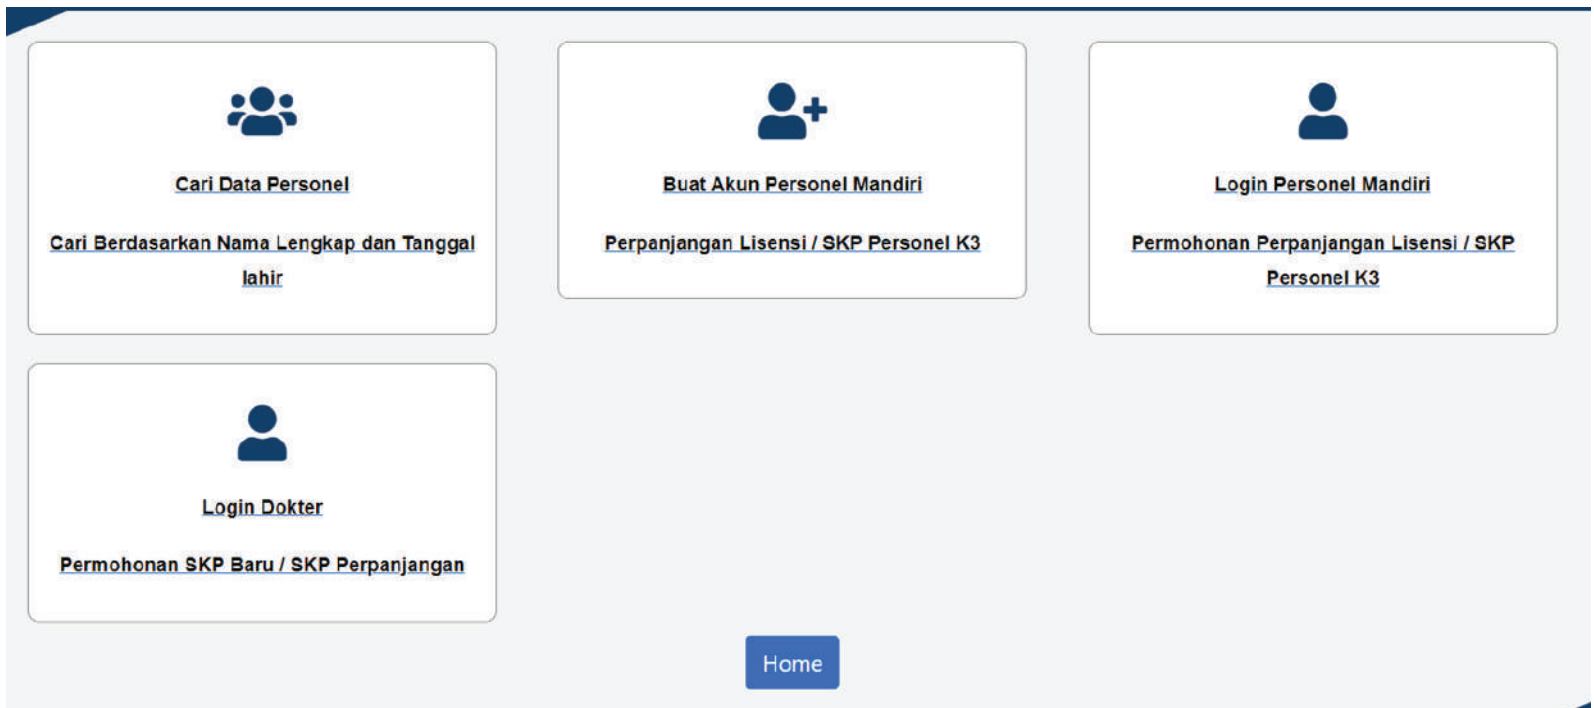 Cari Data Personel
Cari Berdasarkan Nama Lengkap dan Tanggal
lahir
Buat Akun Personel Mandiri
Perpanjangan Lisensi / SKP Personel K3
Login Personel Mandiri
Permohonan Perpanjangan Lisensi / SKP
Personel K3
Login Dokter
Permohonan SKP Baru / SKP Perpanjangan
Home